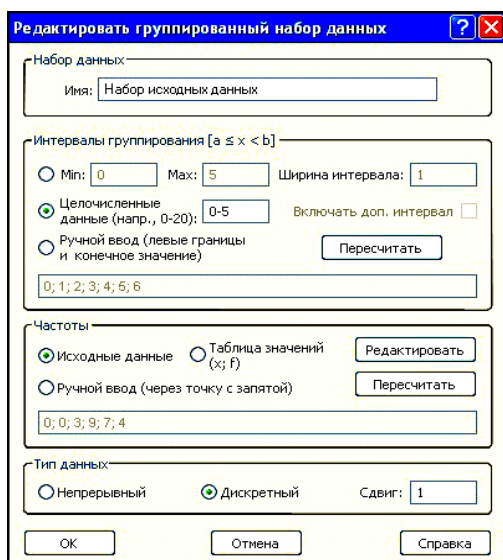 Редактировать группированный набор данных
Набор данных
Имя: Набор исходных данных
Интервалы группирования [a ≤ x < b]
Min: 0 Max: 5 Ширина интервала: 1
Целочисленные
данные (напр., 0-20): 0-5 Включать доп. интервал
Ручной ввод (левые границы
и конечное значение)
Пересчитать
0; 1; 2; 3; 4; 5; 6
Частоты
Исходные данные
Таблица значений
(x; f)
Редактировать
Ручной ввод (через точку с запятой)
Пересчитать
0; 0; 3; 9; 7; 4
Тип данных
Непрерывный Дискретный Сдвиг: 1
ОК Отмена Справка